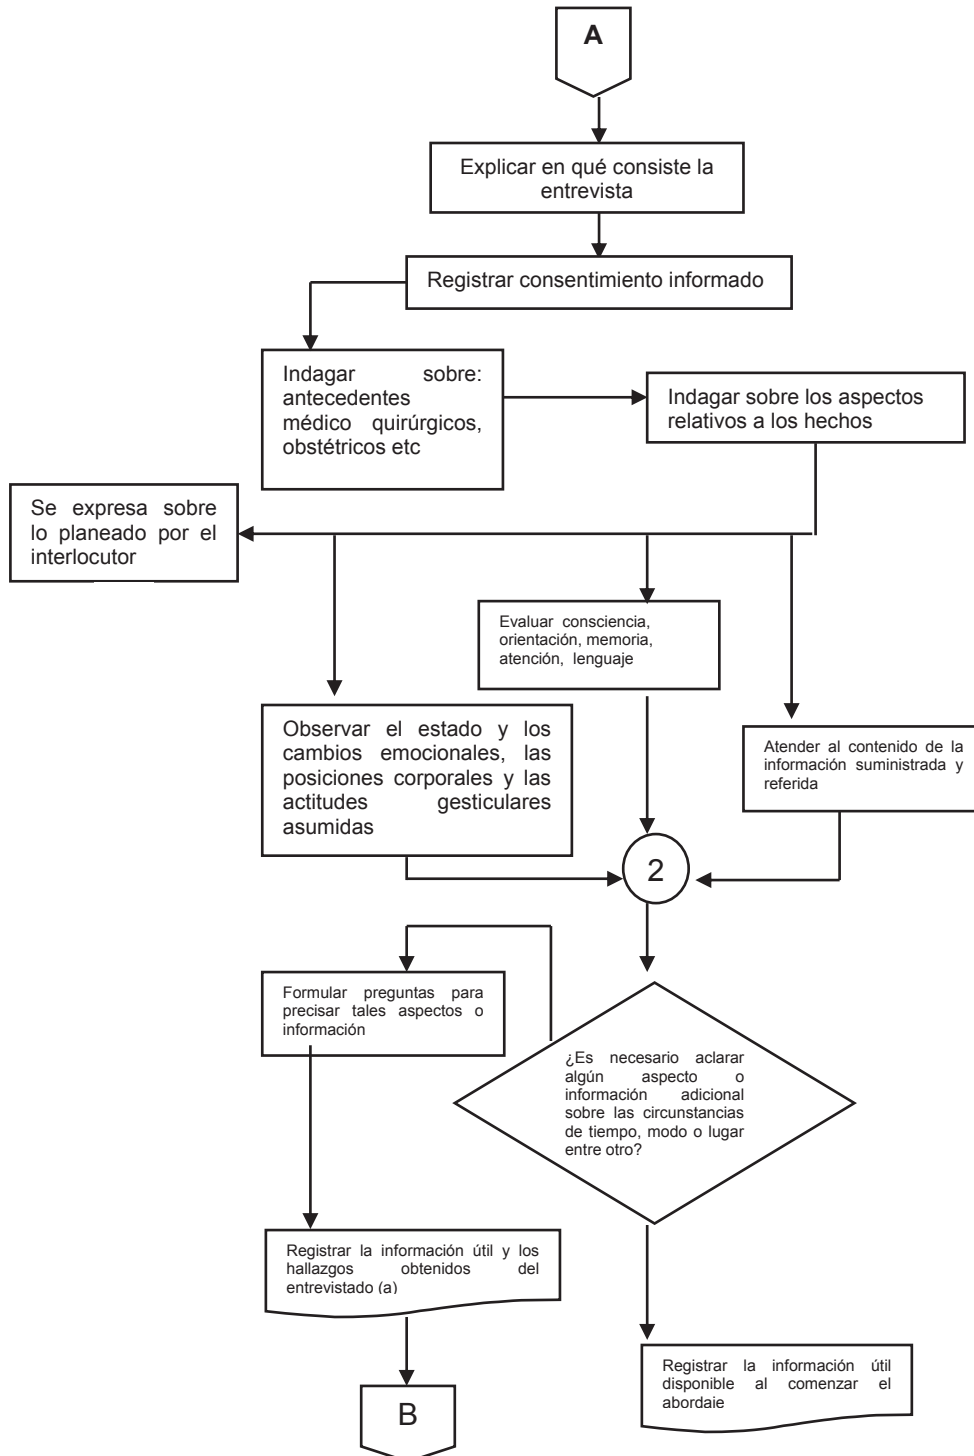 A
Explicar en qué consiste la
entrevista
Registrar consentimiento informado
Indagar sobre:
antecedentes
médico quirúrgicos,
obstétricos etc
Indagar sobre los aspectos
relativos a los hechos
Se expresa sobre
lo planeado por el
interlocutor
Evaluar consciencia,
orientación, memoria,
atención, lenguaje
Observar el estado y los
cambios emocionales, las
posiciones corporales y las
actitudes gesticulares
asumidas
Atender al contenido de la
información suministrada y
referida
2
Formular preguntas para
precisar tales aspectos o
información
¿Es necesario aclarar
algún aspecto o
información adicional
sobre las circunstancias
de tiempo, modo o lugar
entre otro?
Registrar la información útil y los
hallazgos obtenidos del
entrevistado (a)
Registrar la información útil
disponible al comenzar el
abordaje
B